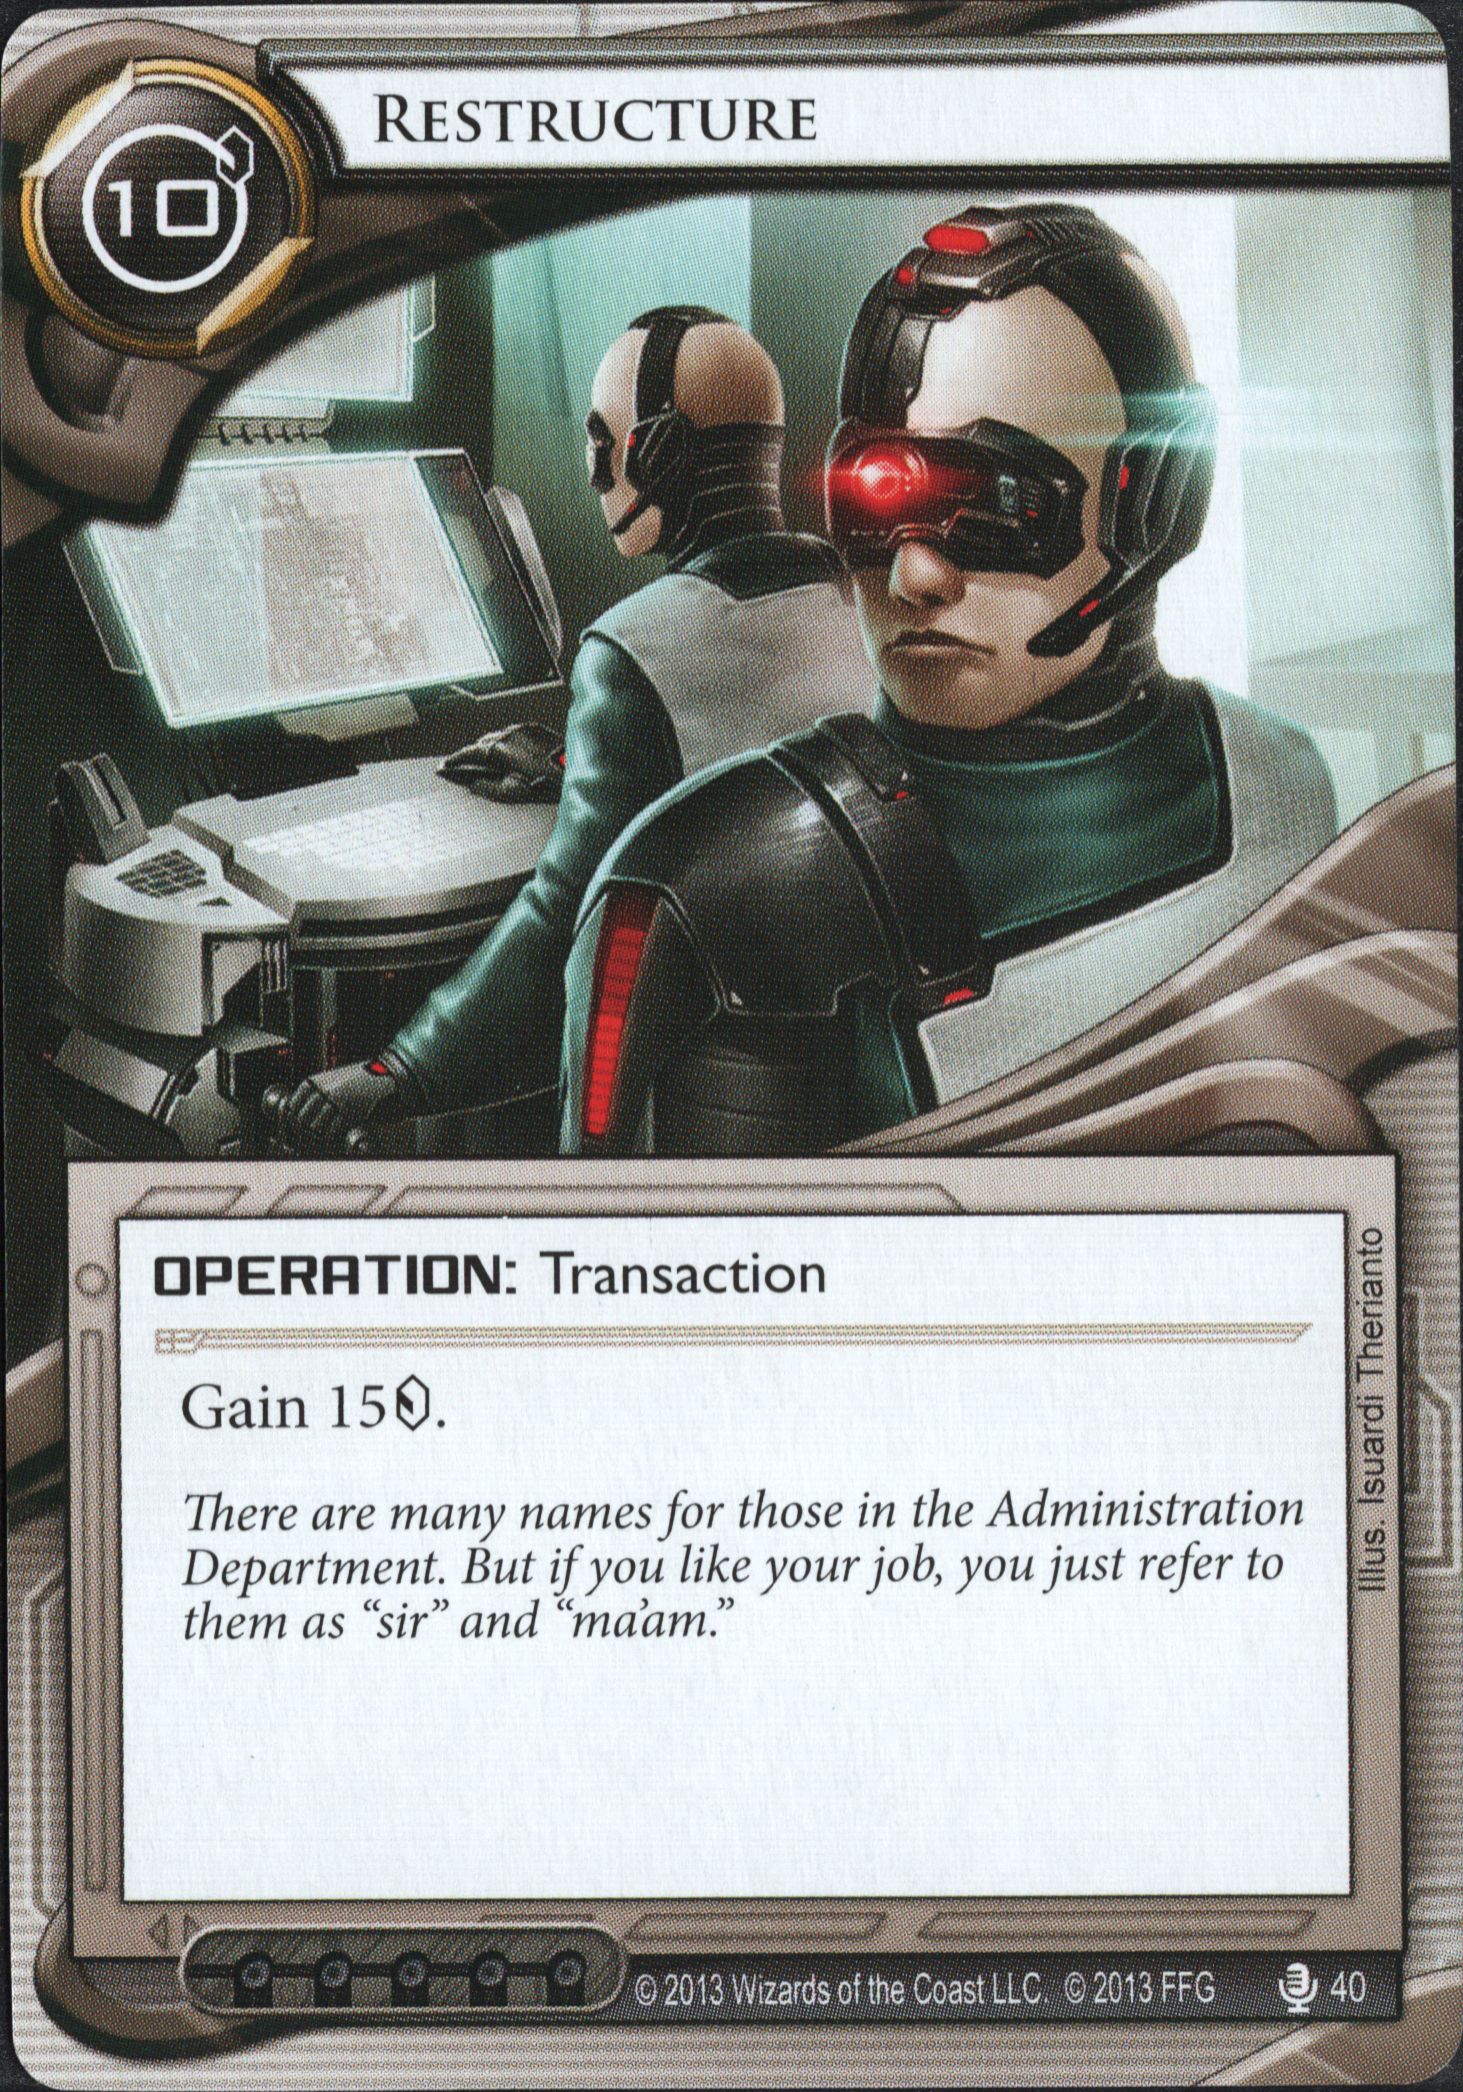 10
RESTRUCTURE
OPERATION: Transaction
Gain 15.
There are many names for those in the Administration
Department. But if you like your job, you just refer to
them as “sir” and “ma’am.”
Illus. Isuardi Therianto
© 2013 Wizards of the Coast LLC. © 2013 FFG
40